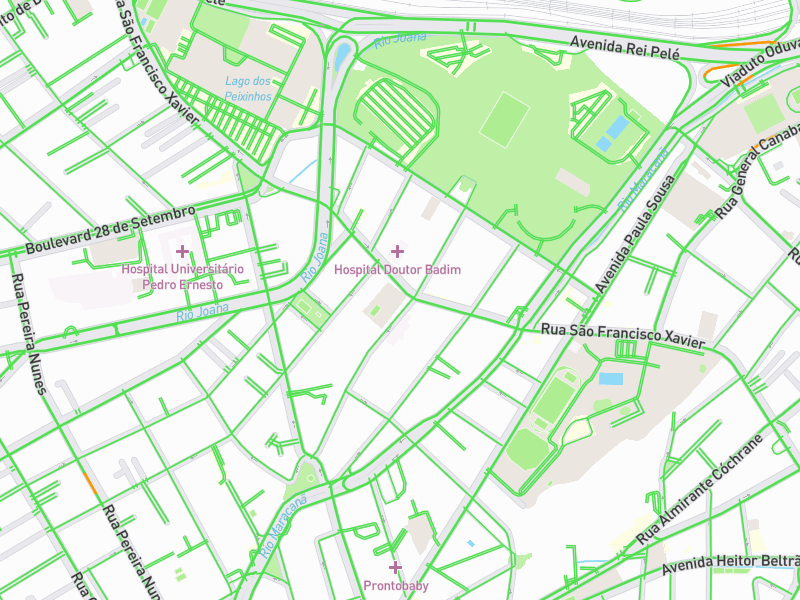 Rio Joana
Avenida Rei Pelé
Viaduto Oduva
Rua São Francisco Xavier
Lago dos
Peixinhos
Rua General Canaba
Rio Maracanã
Avenida Paula Sousa
Boulevard 28 de Setembro
Hospital Universitário
Pedro Ernesto
Rio Joana
Hospital Doutor Badim
Rua Pereira Nunes
Rio Joana
Rua São Francisco Xavier
Rua Almirante Cóchrane
Rio Maracanã
Rua Pereira Nun
Avenida Heitor Beltrã
Prontobaby